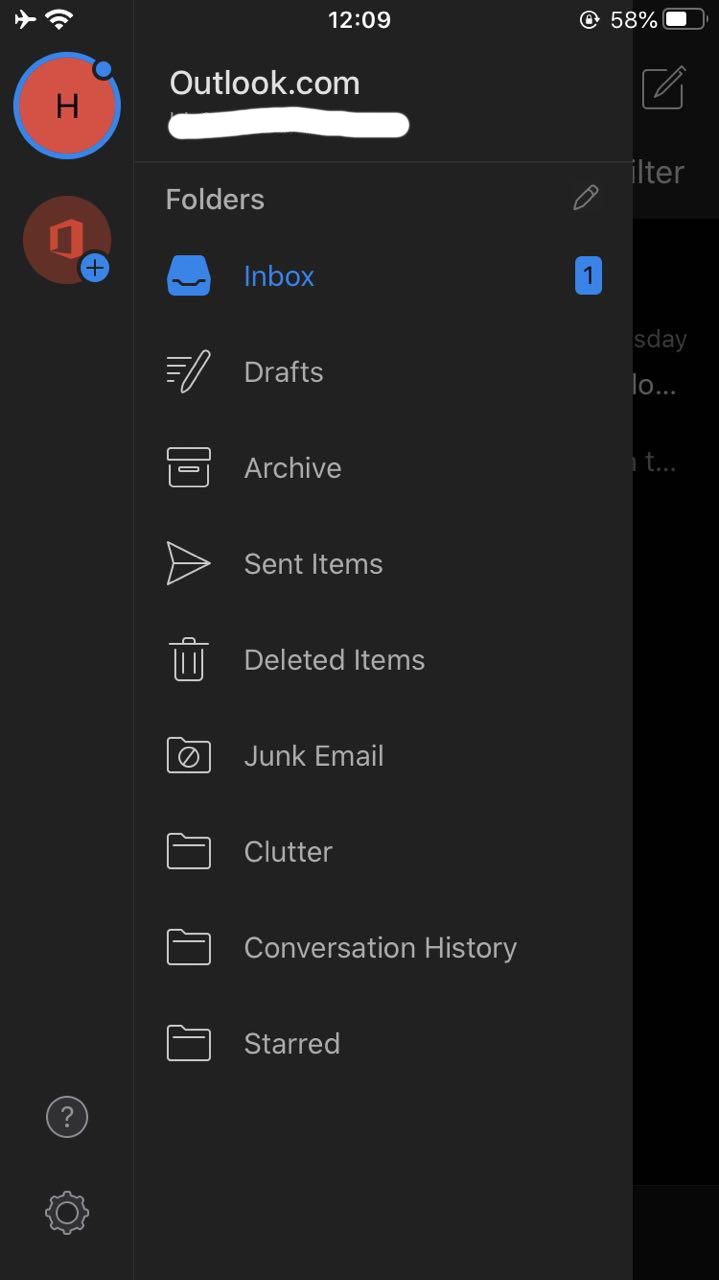 12:09
58%
H
Outlook.com
Folders
Inbox
1
Drafts
Archive
Sent Items
Deleted Items
Junk Email
Clutter
Conversation History
Starred
?
ilter
sday
lo...
t...